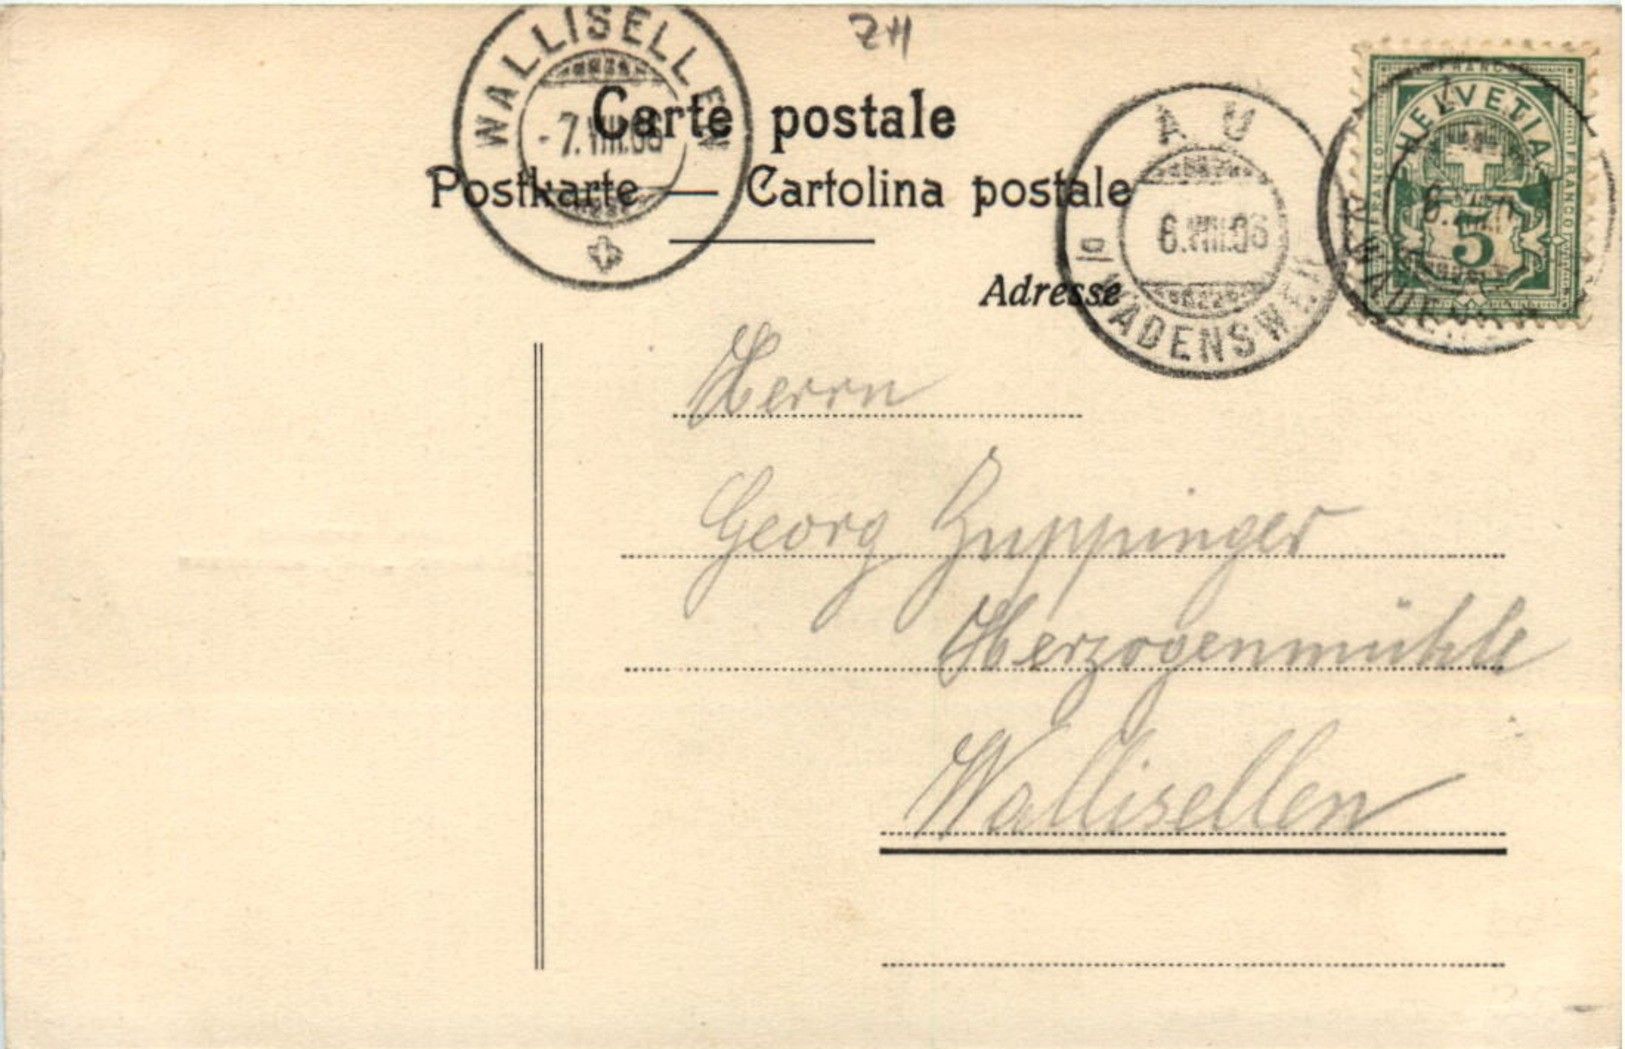 ZH
WALLISELLEN
-7.VIII.06
Carte postale
Postkarte — Cartolina postale
Adresse
AU
6.VIII.06
a/WÄDENSWEIL
FRANCO
HELVETIA
5
Herrn
Georg Zuppinger
Herzogenmühle
Wallisellen